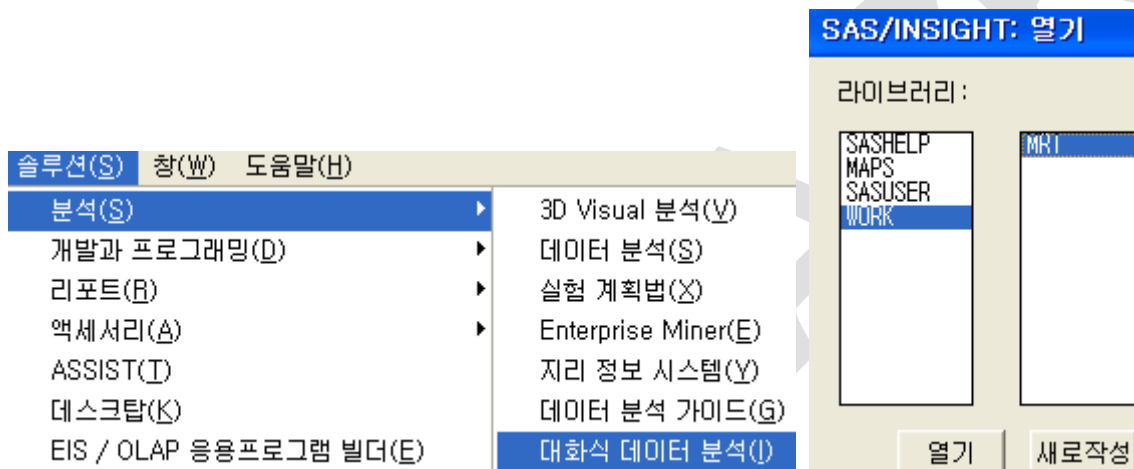 솔루션(S) 창(W) 도움말(H)
분석(S)
개발과 프로그래밍(D)
리포트(R)
액세서리(A)
ASSIST(T)
데스크탑(K)
EIS / OLAP 응용프로그램 빌더(E)
3D Visual 분석(V)
데이터 분석(S)
실험 계획법(X)
Enterprise Miner(E)
지리 정보 시스템(Y)
데이터 분석 가이드(G)
대화식 데이터 분석(I)
SAS/INSIGHT: 열기
라이브러리:
SASHELP
MAPS
SASUSER
WORK
MRT
열기 새로작성